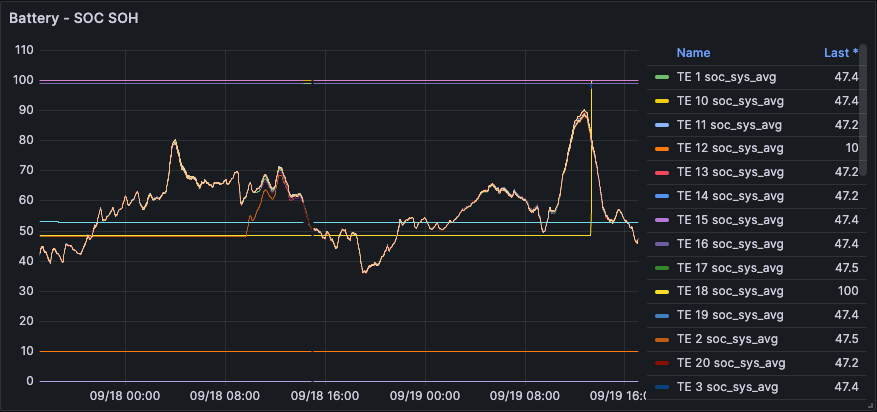 Battery - SOC SOH
110
100
90
80
70
60
50
40
30
20
10
0
09/18 00:00
09/18 08:00
09/18 16:00
09/19 00:00
09/19 08:00
09/19 16:0
Name Last *
TE 1 soc_sys_avg 47.4
TE 10 soc_sys_avg 47.4
TE 11 soc_sys_avg 47.2
TE 12 soc_sys_avg 10
TE 13 soc_sys_avg 47.2
TE 14 soc_sys_avg 47.2
TE 15 soc_sys_avg 47.4
TE 16 soc_sys_avg 47.4
TE 17 soc_sys_avg 47.5
TE 18 soc_sys_avg 100
TE 19 soc_sys_avg 47.4
TE 2 soc_sys_avg 47.5
TE 20 soc_sys_avg 47.2
TE 3 soc_sys_avg 47.4